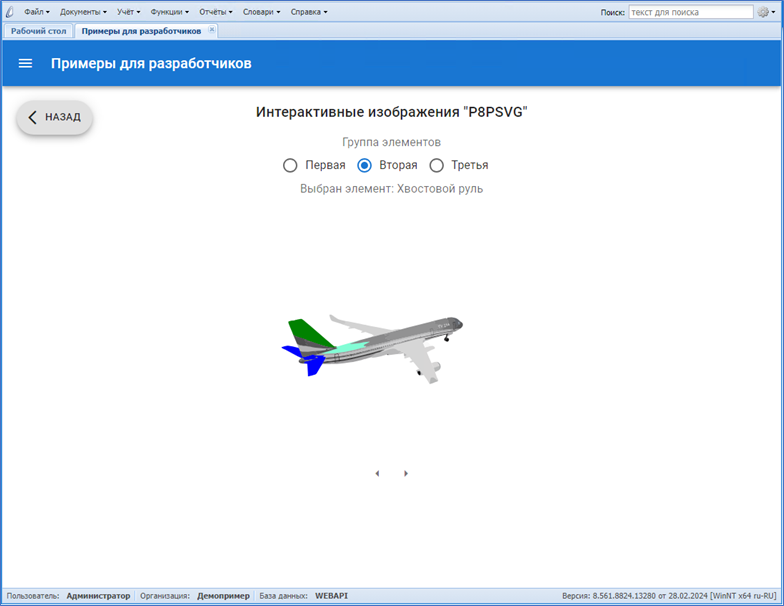 Файл Документы Учёт Функции Отчёты Словари Справка Поиск: текст для поиска
Рабочий стол Примеры для разработчиков
Примеры для разработчиков
НАЗАД
Интерактивные изображения "P8PSVG"
Группа элементов
Первая Вторая Третья
Выбран элемент: Хвостовой руль
Пользователь: Администратор Организация: Демопример База данных: WEBAPI Версия: 8.561.8824.13280 от 28.02.2024 [WinNT x64 ru-RU]